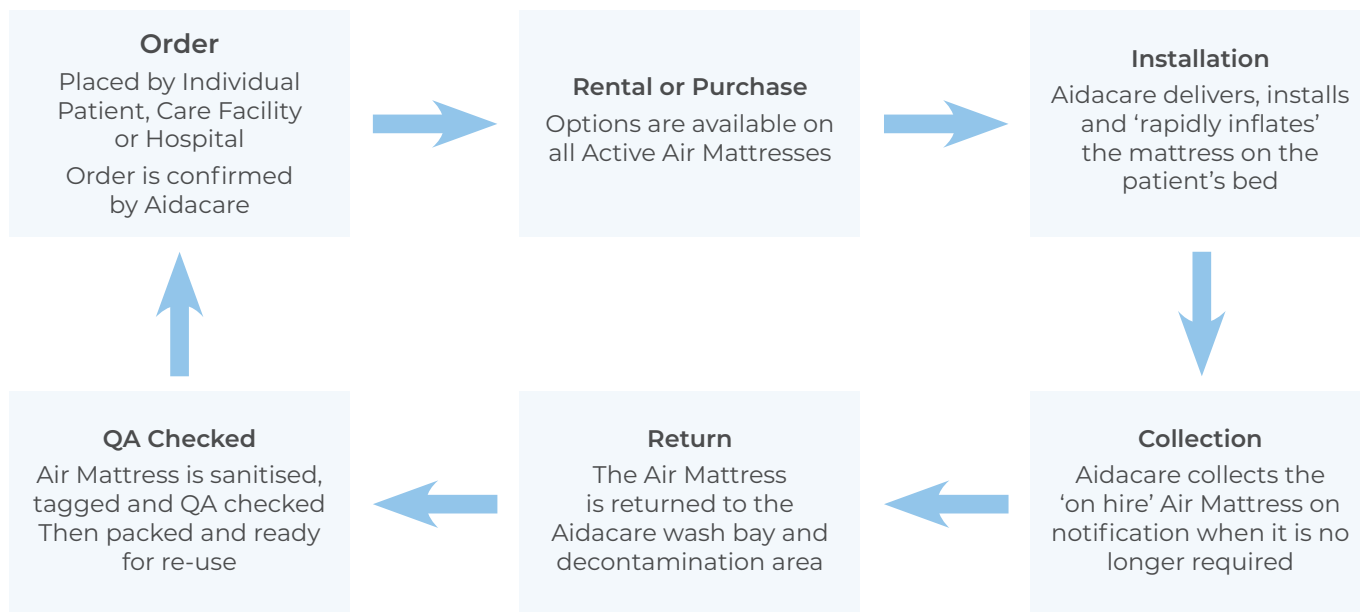 Order
Placed by Individual
Patient, Care Facility
or Hospital
Order is confirmed
by Aidacare
Rental or Purchase
Options are available on
all Active Air Mattresses
Installation
Aidacare delivers, installs
and ‘rapidly inflates’
the mattress on the
patient’s bed
Collection
Aidacare collects the
‘on hire’ Air Mattress on
notification when it is no
longer required
Return
The Air Mattress
is returned to the
Aidacare wash bay and
decontamination area
QA Checked
Air Mattress is sanitised,
tagged and QA checked
Then packed and ready
for re-use